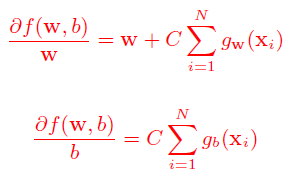 ∂f(w, b)/w = w + C ∑_{i=1}^{N} g_w(x_i)
∂f(w, b)/b = C ∑_{i=1}^{N} g_b(x_i)